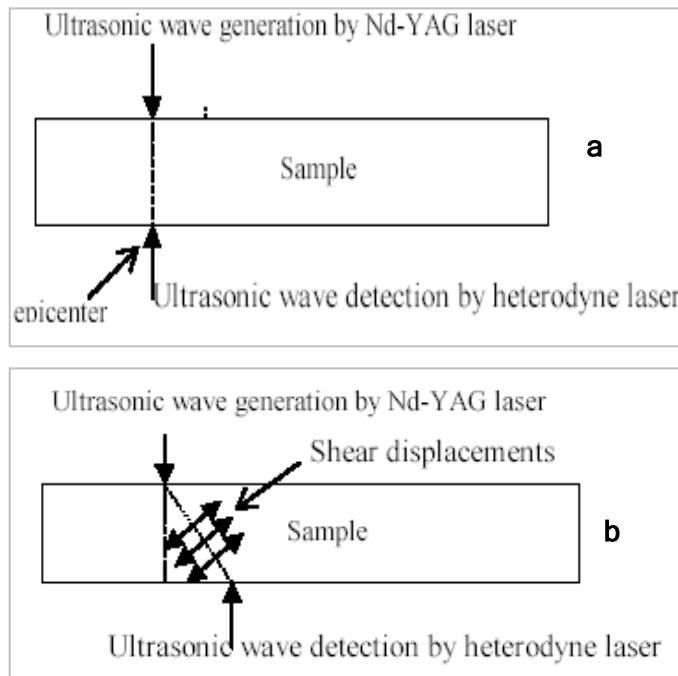 Ultrasonic wave generation by Nd-YAG laser
Sample
a
epicenter
Ultrasonic wave detection by heterodyne laser
Ultrasonic wave generation by Nd-YAG laser
Shear displacements
Sample
b
Ultrasonic wave detection by heterodyne laser